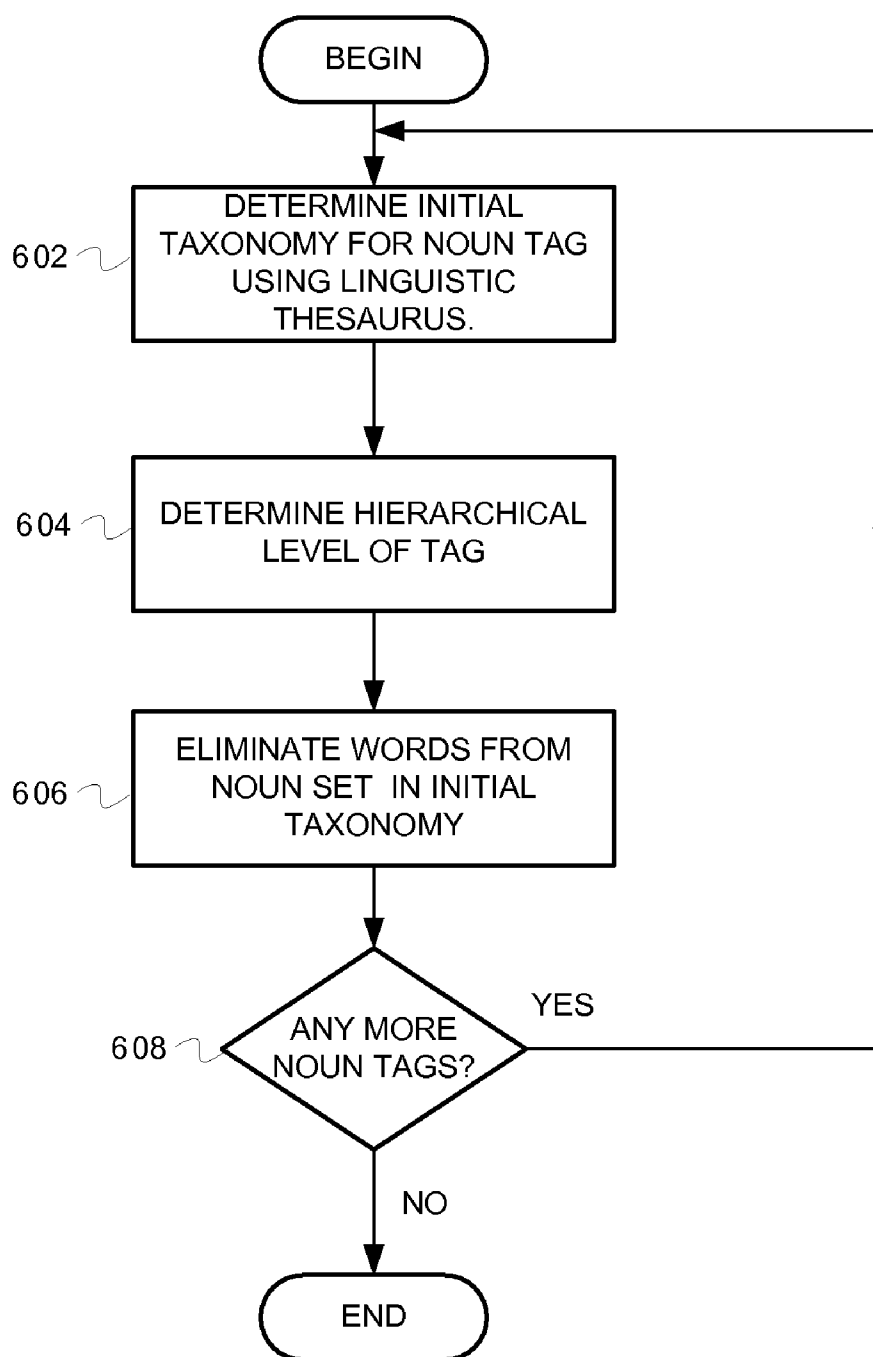 BEGIN
602
DETERMINE INITIAL
TAXONOMY FOR NOUN TAG
USING LINGUISTIC
THESAURUS.
604
DETERMINE HIERARCHICAL
LEVEL OF TAG
606
ELIMINATE WORDS FROM
NOUN SET IN INITIAL
TAXONOMY
608
ANY MORE
NOUN TAGS?
YES
NO
END